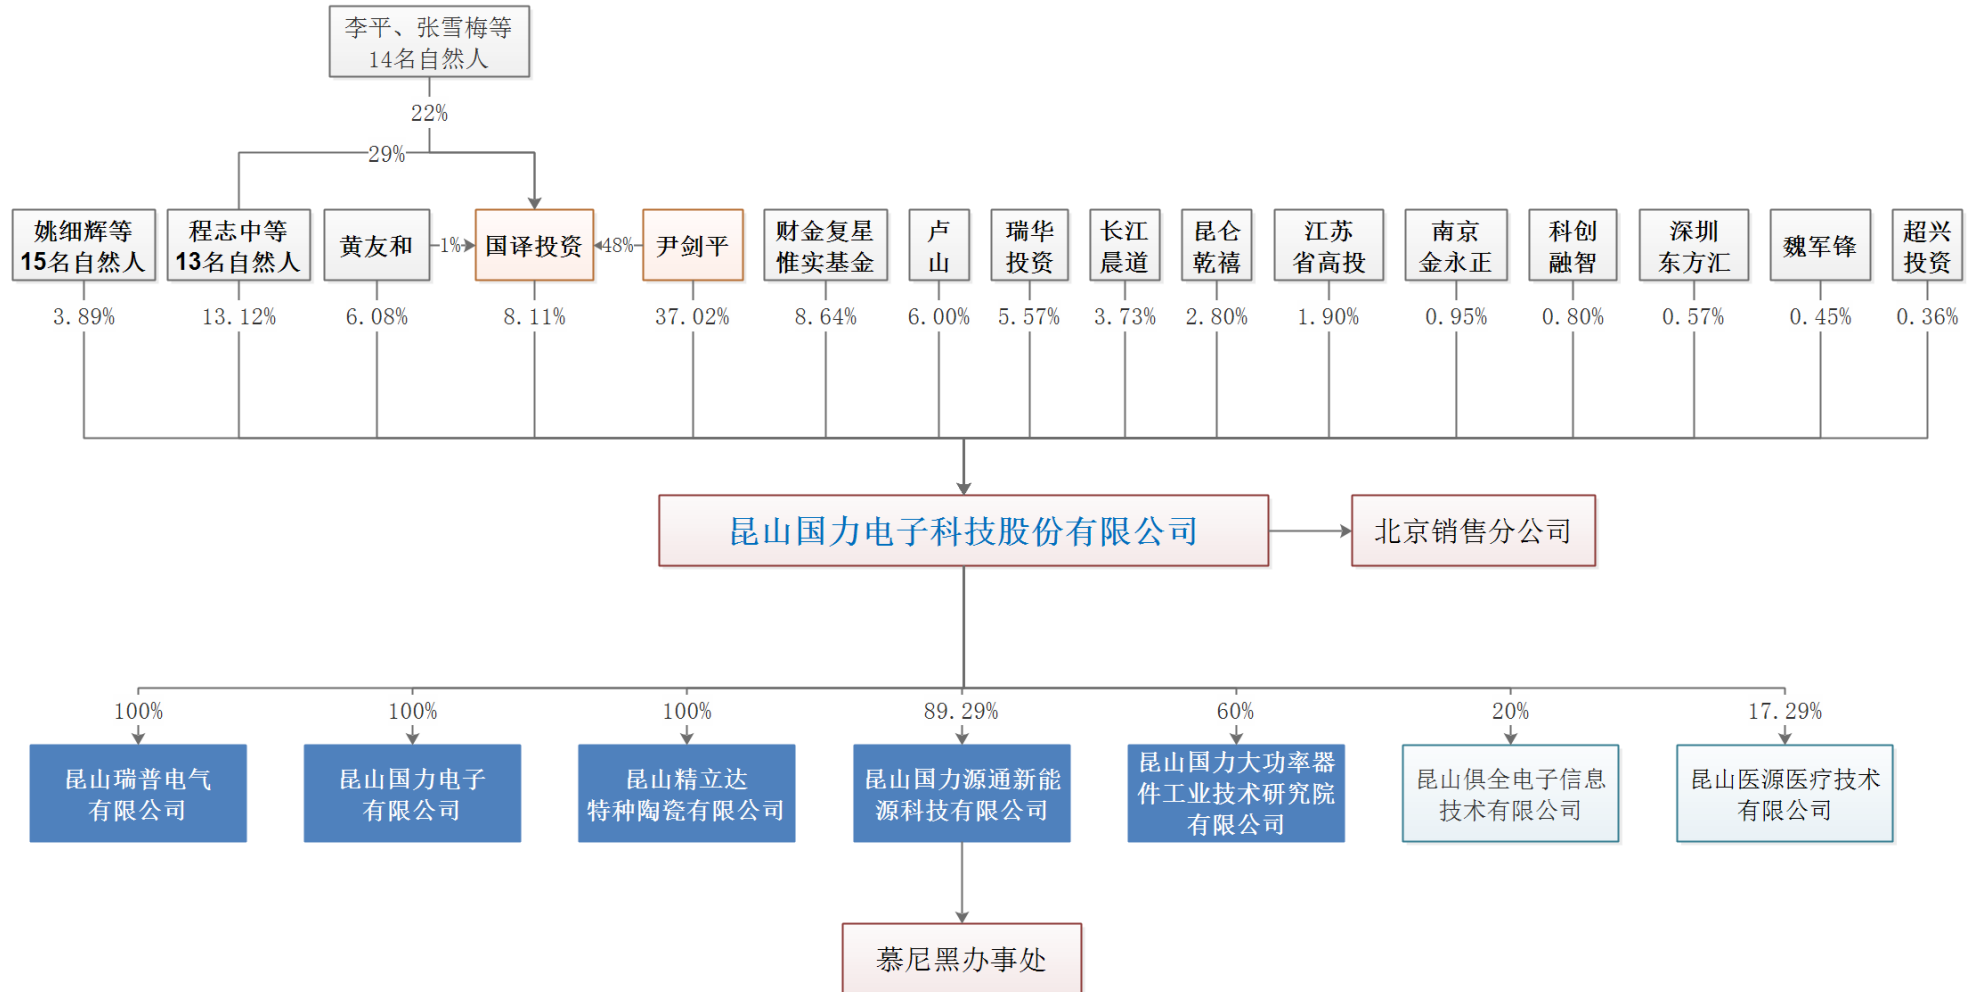 李平、张雪梅等
14名自然人
22%
29%
姚细辉等
15名自然人
程志中等
13名自然人
黄友和
1%
国译投资
48%
尹剑平
财金复星
惟实基金
卢
山
瑞华
投资
长江
晨道
昆仑
乾禧
江苏
省高投
南京
金永正
科创
融智
深圳
东方汇
魏军锋
超兴
投资
3.89%
13.12%
6.08%
8.11%
37.02%
8.64%
6.00%
5.57%
3.73%
2.80%
1.90%
0.95%
0.80%
0.57%
0.45%
0.36%
昆山国力电子科技股份有限公司
北京销售分公司
100%
100%
100%
89.29%
60%
20%
17.29%
昆山瑞普电气
有限公司
昆山国力电子
有限公司
昆山精立达
特种陶瓷有限公司
昆山国力源通新能
源科技有限公司
昆山国力大功率器
件工业技术研究院
有限公司
昆山俱全电子信息
技术有限公司
昆山医源医疗技术
有限公司
慕尼黑办事处